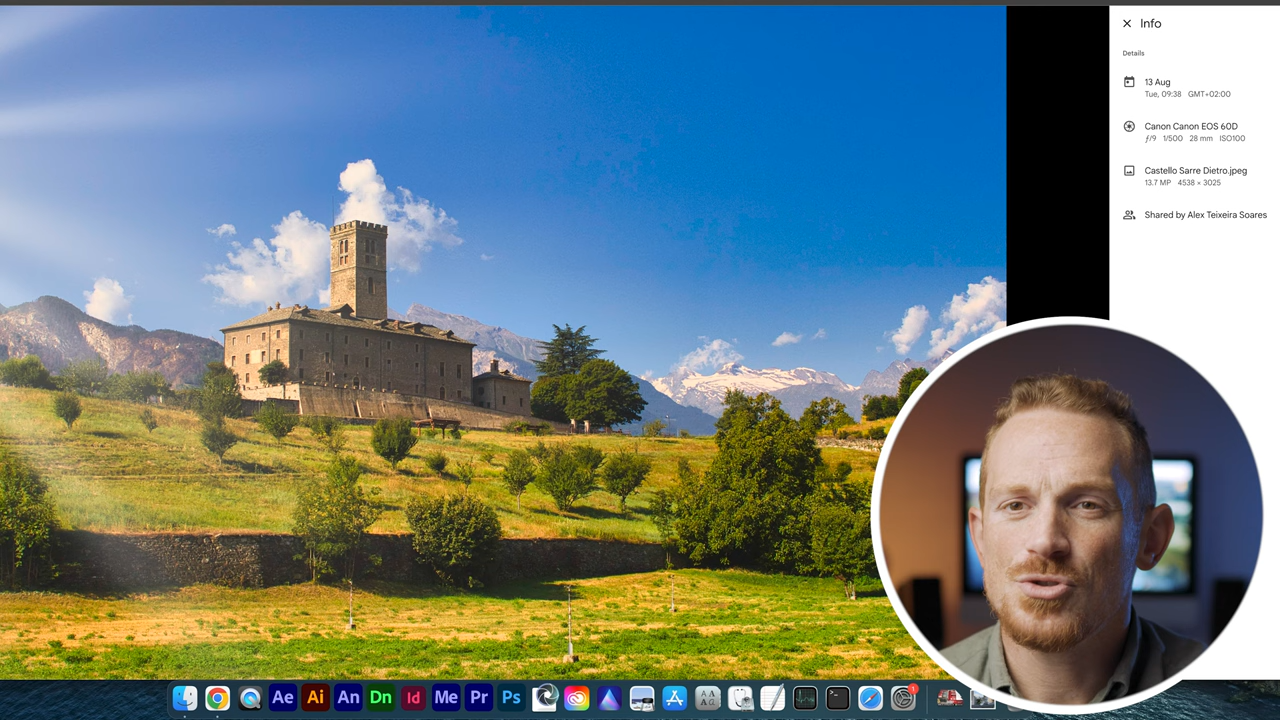 Info
Details
13 Aug
Tue, 09:38 GMT+02:00
Canon Canon EOS 60D
ƒ/9 1/500 28 mm ISO100
Castello Sarre Dietro.jpeg
13.7 MP 4538 × 3025
Shared by Alex Teixeira Soares
Ae Ai An Dn Id Me Pr Ps